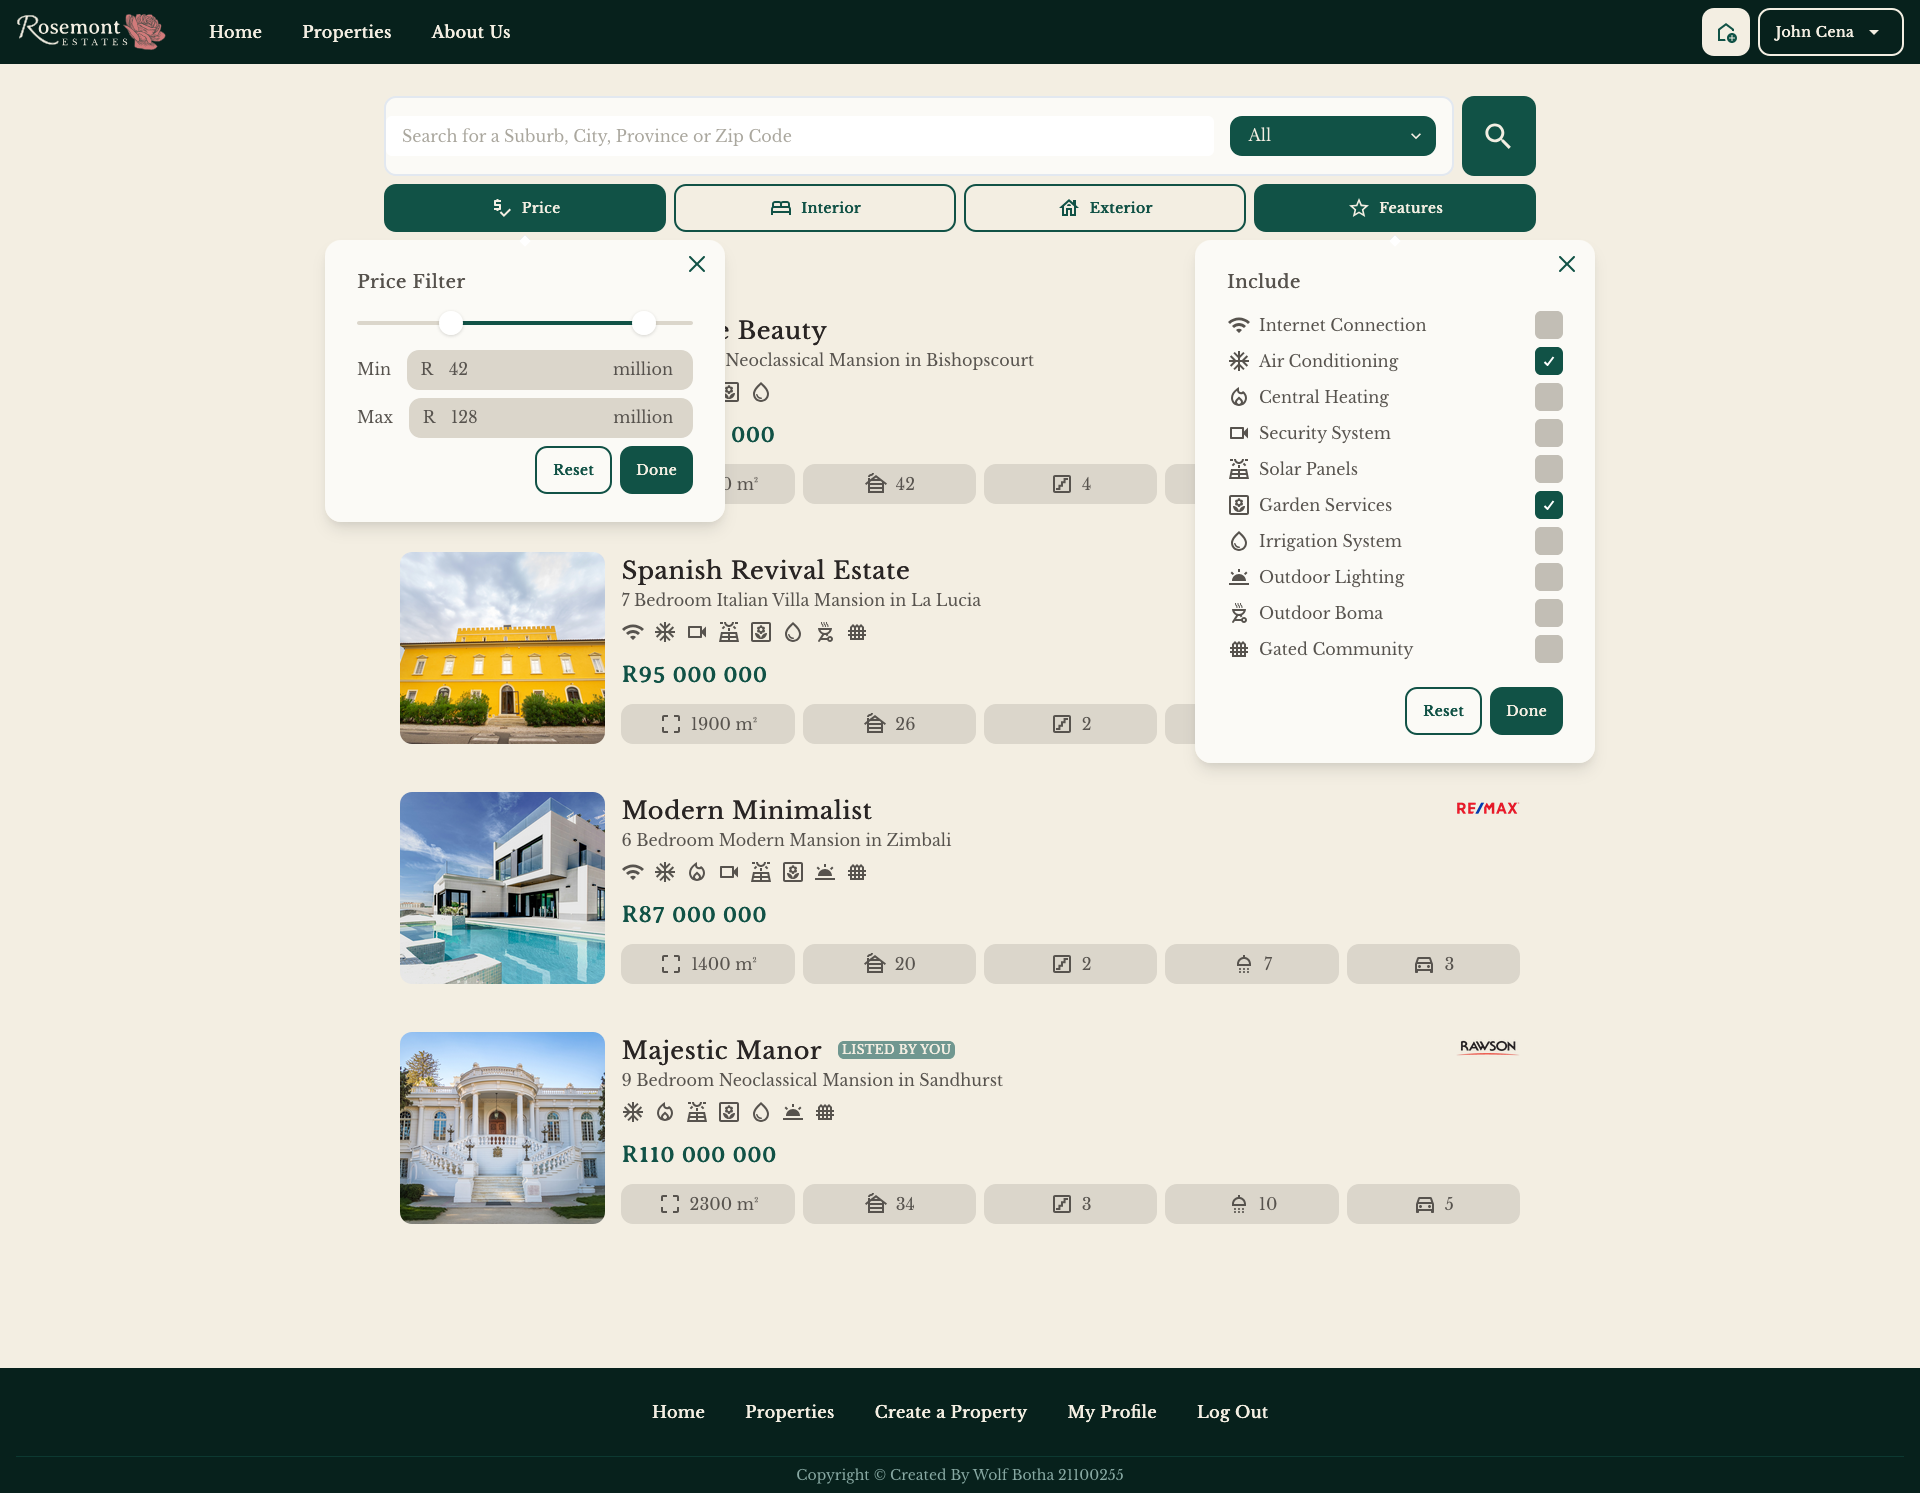 Rosemont
ESTATES
Home
Properties
About Us
John Cena
Search for a Suburb, City, Province or Zip Code
All
Price
Interior
Exterior
Features
Price Filter
Min
R 42 million
Max
R 128 million
Reset
Done
Include
Internet Connection
Air Conditioning
Central Heating
Security System
Solar Panels
Garden Services
Irrigation System
Outdoor Lighting
Outdoor Boma
Gated Community
Reset
Done
Beauty
Neoclassical Mansion in Bishopscourt
000
m²
42
4
Spanish Revival Estate
7 Bedroom Italian Villa Mansion in La Lucia
R95 000 000
1900 m²
26
2
Modern Minimalist
RE/MAX
6 Bedroom Modern Mansion in Zimbali
R87 000 000
1400 m²
20
2
7
3
Majestic Manor
LISTED BY YOU
RAWSON
9 Bedroom Neoclassical Mansion in Sandhurst
R110 000 000
2300 m²
34
3
10
5
Home
Properties
Create a Property
My Profile
Log Out
Copyright © Created By Wolf Botha 21100255